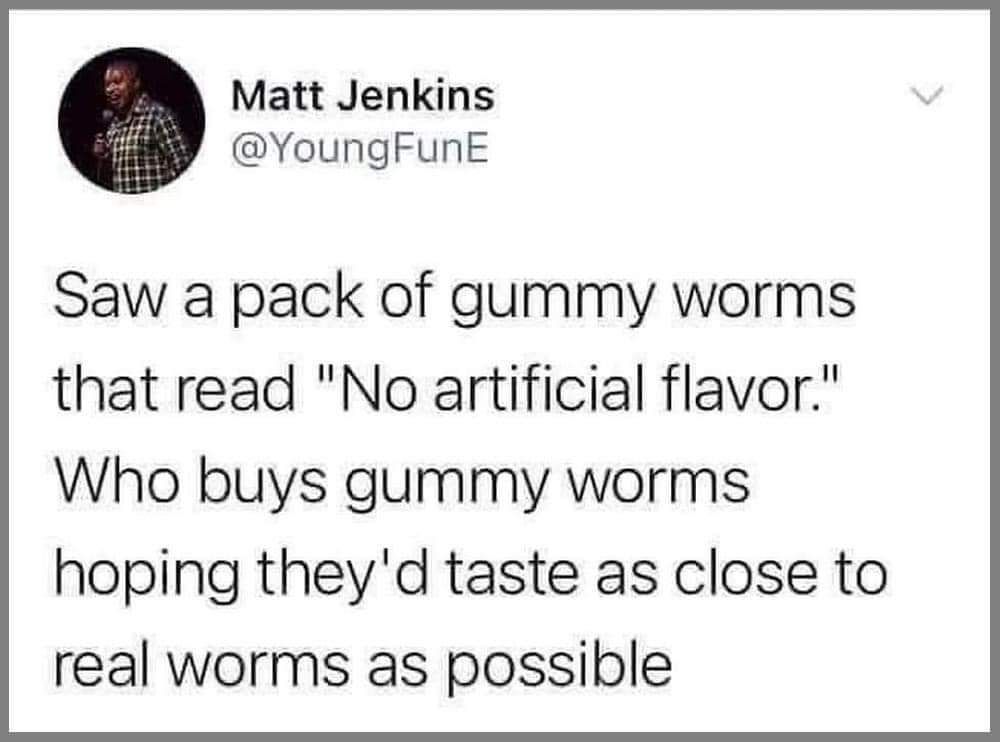 Matt Jenkins
@YoungFunE
Saw a pack of gummy worms
that read "No artificial flavor."
Who buys gummy worms
hoping they'd taste as close to
real worms as possible